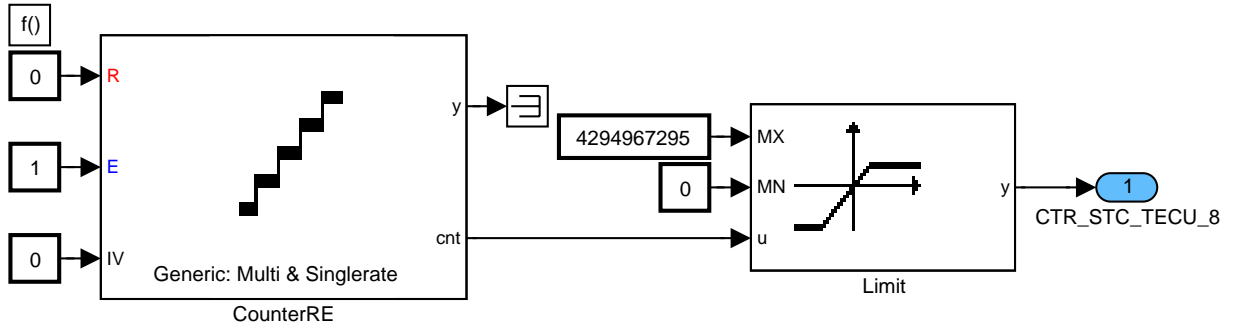 f()
0
R
1
E
0
IV
y
cnt
Generic: Multi & Singlerate
CounterRE
4294967295
MX
0
MN
u
y
Limit
1
CTR_STC_TECU_8